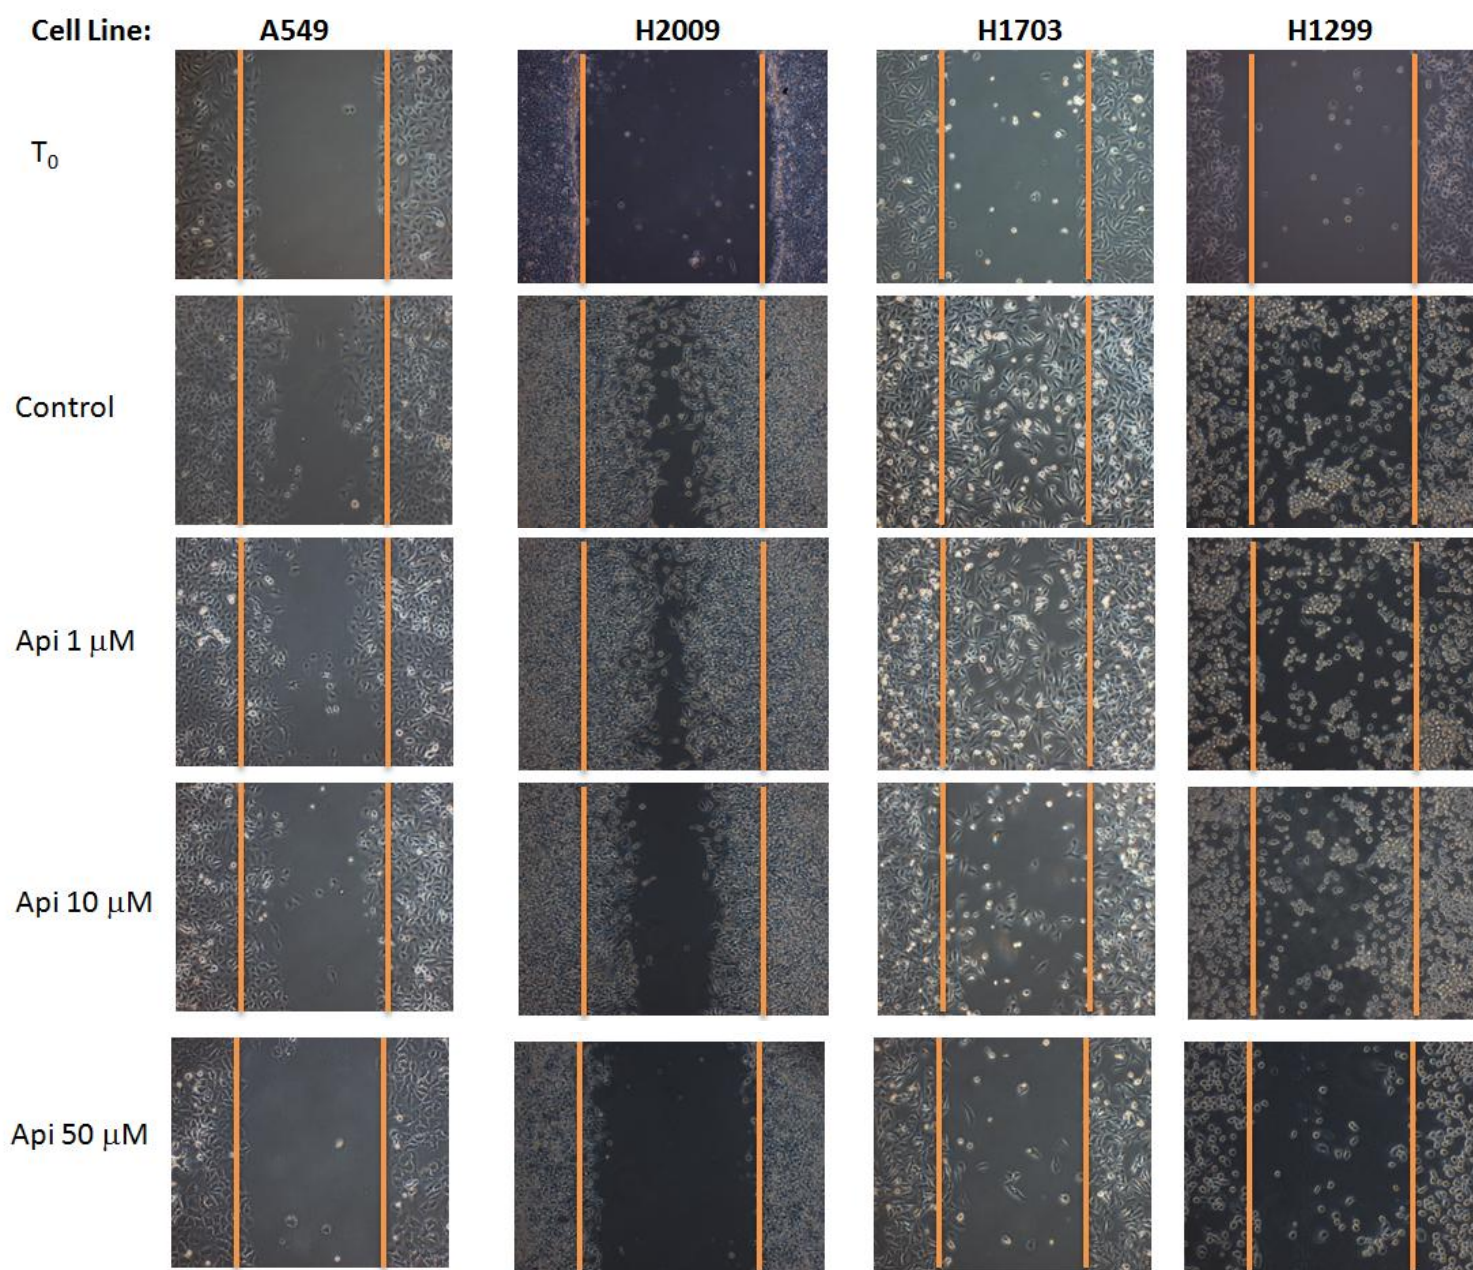 Cell Line: A549 H2009 H1703 H1299
T₀
Control
Api 1 μM
Api 10 μM
Api 50 μM